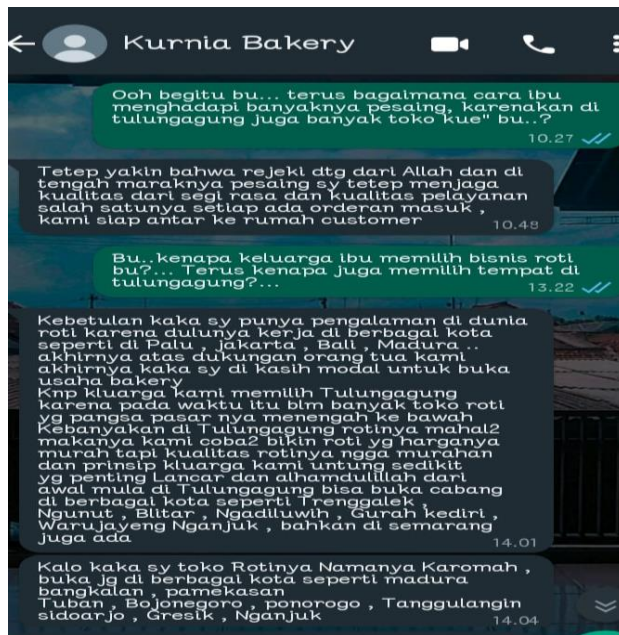 Kurnia Bakery
Ooh begitu bu... terus bagaimana cara ibu
menghadapi banyaknya pesaing, karenakan di
tulungagung juga banyak toko kue" bu..?
10.27
Tetep yakin bahwa rejeki dtg dari Allah dan di
tengah maraknya pesaing sy tetep menjaga
kualitas dari segi rasa dan kualitas pelayanan
salah satunya setiap ada orderan masuk ,
kami siap antar ke rumah customer
10.48
Bu..kenapa keluarga ibu memilih bisnis roti
bu?... Terus kenapa juga memilih tempat di
tulungagung?...
13.22
Kebetulan kaka sy punya pengalaman di dunia
roti karena dulunya kerja di berbagai kota
seperti di Palu , jakarta , Bali , Madura ..
akhirnya atas dukungan orang tua kami
akhirnya kaka sy di kasih modal untuk buka
usaha bakery
Knp kluarga kami memilih Tulungagung
karena pada waktu itu blm banyak toko roti
yg pangsa pasar nya menengah ke bawah
Kebanyakan di Tulungagung rotinya mahal2
makanya kami coba2 bikin roti yg harganya
murah tapi kualitas rotinya ngga murahan
dan prinsip kluarga kami untung sedikit
yg penting Lancar dan alhamdulillah dari
awal mula di Tulungagung bisa buka cabang
di berbagai kota seperti Trenggalek ,
Ngunut , Blitar , Ngadiluwih , Gurah kediri ,
Warujayeng Nganjuk , bahkan di semarang
juga ada
14.01
Kalo kaka sy toko Rotinya Namanya Karomah ,
buka jg di berbagai kota seperti madura
bangkalan , pamekasan
Tuban , Bojonegoro , ponorogo , Tanggulangin
sidoarjo , Gresik , Nganjuk
14.04